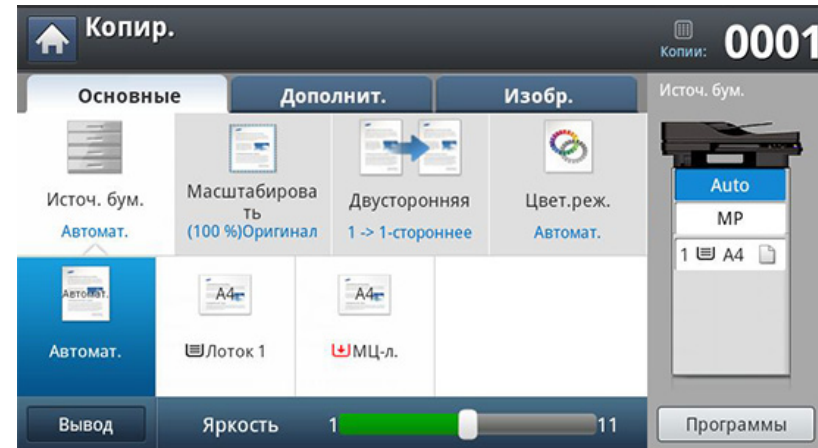 Копир.
Копии: 0001
Основные
Дополнит.
Изобр.
Источ. бум.
Источ. бум.
Автомат.
Масштабирова
ть
(100 %)Оригинал
Двусторонняя
1 -> 1-стороннее
Цвет.реж.
Автомат.
Auto
MP
1 A4
Автомат.
Автомат.
A4
Лоток 1
A4
МЦ-л.
Вывод
Яркость
1
11
Программы